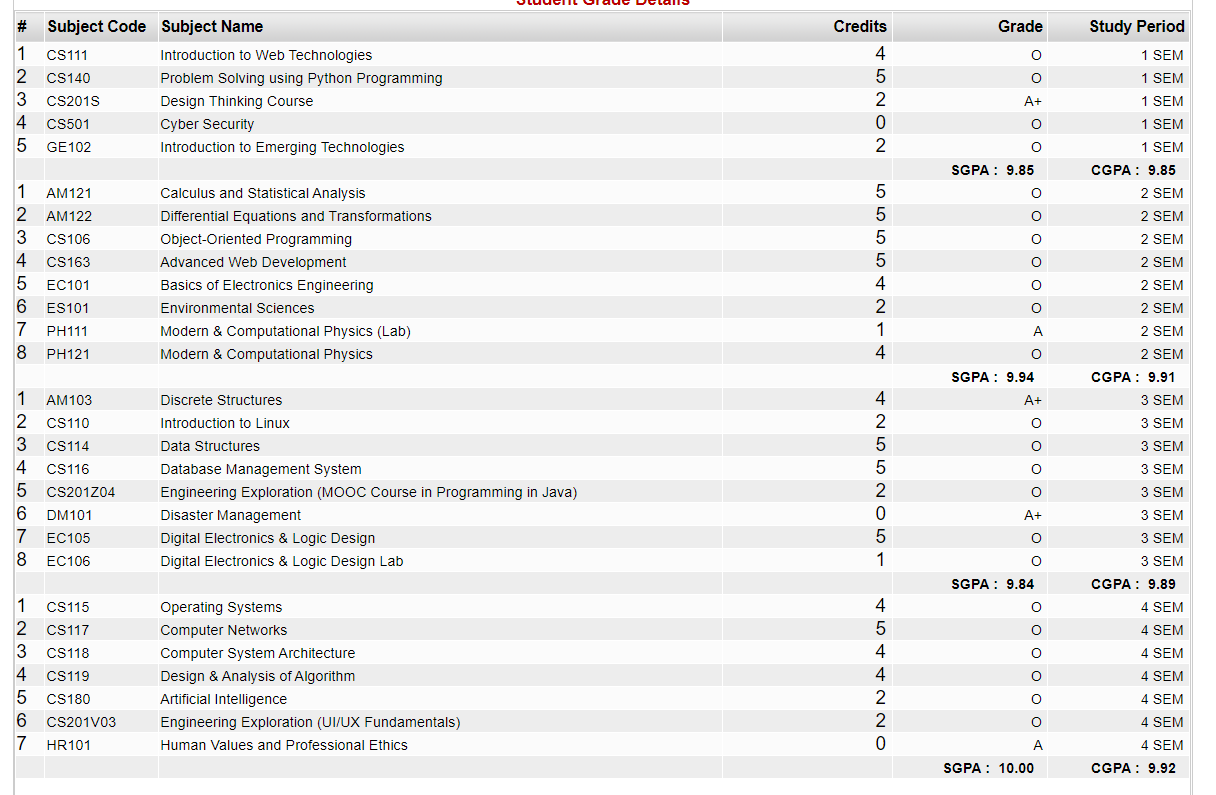 Student Grade Details
# Subject Code Subject Name Credits Grade Study Period
1 CS111 Introduction to Web Technologies 4 O 1 SEM
2 CS140 Problem Solving using Python Programming 5 O 1 SEM
3 CS201S Design Thinking Course 2 A+ 1 SEM
4 CS501 Cyber Security 0 O 1 SEM
5 GE102 Introduction to Emerging Technologies 2 O 1 SEM
SGPA : 9.85 CGPA : 9.85
1 AM121 Calculus and Statistical Analysis 5 O 2 SEM
2 AM122 Differential Equations and Transformations 5 O 2 SEM
3 CS106 Object-Oriented Programming 5 O 2 SEM
4 CS163 Advanced Web Development 5 O 2 SEM
5 EC101 Basics of Electronics Engineering 4 O 2 SEM
6 ES101 Environmental Sciences 2 O 2 SEM
7 PH111 Modern & Computational Physics (Lab) 1 A 2 SEM
8 PH121 Modern & Computational Physics 4 O 2 SEM
SGPA : 9.94 CGPA : 9.91
1 AM103 Discrete Structures 4 A+ 3 SEM
2 CS110 Introduction to Linux 2 O 3 SEM
3 CS114 Data Structures 5 O 3 SEM
4 CS116 Database Management System 5 O 3 SEM
5 CS201Z04 Engineering Exploration (MOOC Course in Programming in Java) 2 O 3 SEM
6 DM101 Disaster Management 0 A+ 3 SEM
7 EC105 Digital Electronics & Logic Design 5 O 3 SEM
8 EC106 Digital Electronics & Logic Design Lab 1 O 3 SEM
SGPA : 9.84 CGPA : 9.89
1 CS115 Operating Systems 4 O 4 SEM
2 CS117 Computer Networks 5 O 4 SEM
3 CS118 Computer System Architecture 4 O 4 SEM
4 CS119 Design & Analysis of Algorithm 4 O 4 SEM
5 CS180 Artificial Intelligence 2 O 4 SEM
6 CS201V03 Engineering Exploration (UI/UX Fundamentals) 2 O 4 SEM
7 HR101 Human Values and Professional Ethics 0 A 4 SEM
SGPA : 10.00 CGPA : 9.92